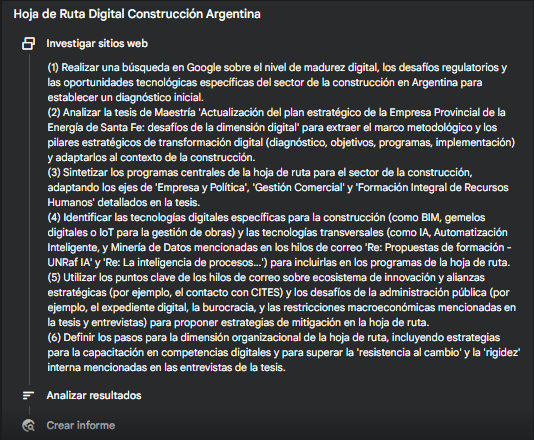 Hoja de Ruta Digital Construcción Argentina
Investigar sitios web
(1) Realizar una búsqueda en Google sobre el nivel de madurez digital, los desafíos regulatorios y
las oportunidades tecnológicas específicas del sector de la construcción en Argentina para
establecer un diagnóstico inicial.
(2) Analizar la tesis de Maestría 'Actualización del plan estratégico de la Empresa Provincial de la
Energía de Santa Fe: desafíos de la dimensión digital' para extraer el marco metodológico y los
pilares estratégicos de transformación digital (diagnóstico, objetivos, programas, implementación)
y adaptarlos al contexto de la construcción.
(3) Sintetizar los programas centrales de la hoja de ruta para el sector de la construcción,
adaptando los ejes de 'Empresa y Política', 'Gestión Comercial' y 'Formación Integral de Recursos
Humanos' detallados en la tesis.
(4) Identificar las tecnologías digitales específicas para la construcción (como BIM, gemelos
digitales o IoT para la gestión de obras) y las tecnologías transversales (como IA, Automatización
Inteligente, y Minería de Datos mencionadas en los hilos de correo 'Re: Propuestas de formación -
UNRaf IA' y 'Re: La inteligencia de procesos...') para incluirlas en los programas de la hoja de ruta.
(5) Utilizar los puntos clave de los hilos de correo sobre ecosistema de innovación y alianzas
estratégicas (por ejemplo, el contacto con CITES) y los desafíos de la administración pública (por
ejemplo, el expediente digital, la burocracia, y las restricciones macroeconómicas mencionadas en
la tesis y entrevistas) para proponer estrategias de mitigación en la hoja de ruta.
(6) Definir los pasos para la dimensión organizacional de la hoja de ruta, incluyendo estrategias
para la capacitación en competencias digitales y para superar la 'resistencia al cambio' y la 'rigidez'
interna mencionadas en las entrevistas de la tesis.
Analizar resultados
Crear informe